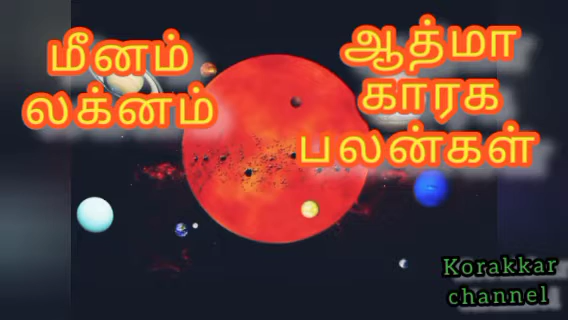 மீனம்
லக்னம்
ஆத்மா
காரக
பலன்கள்
Korakkar
channel